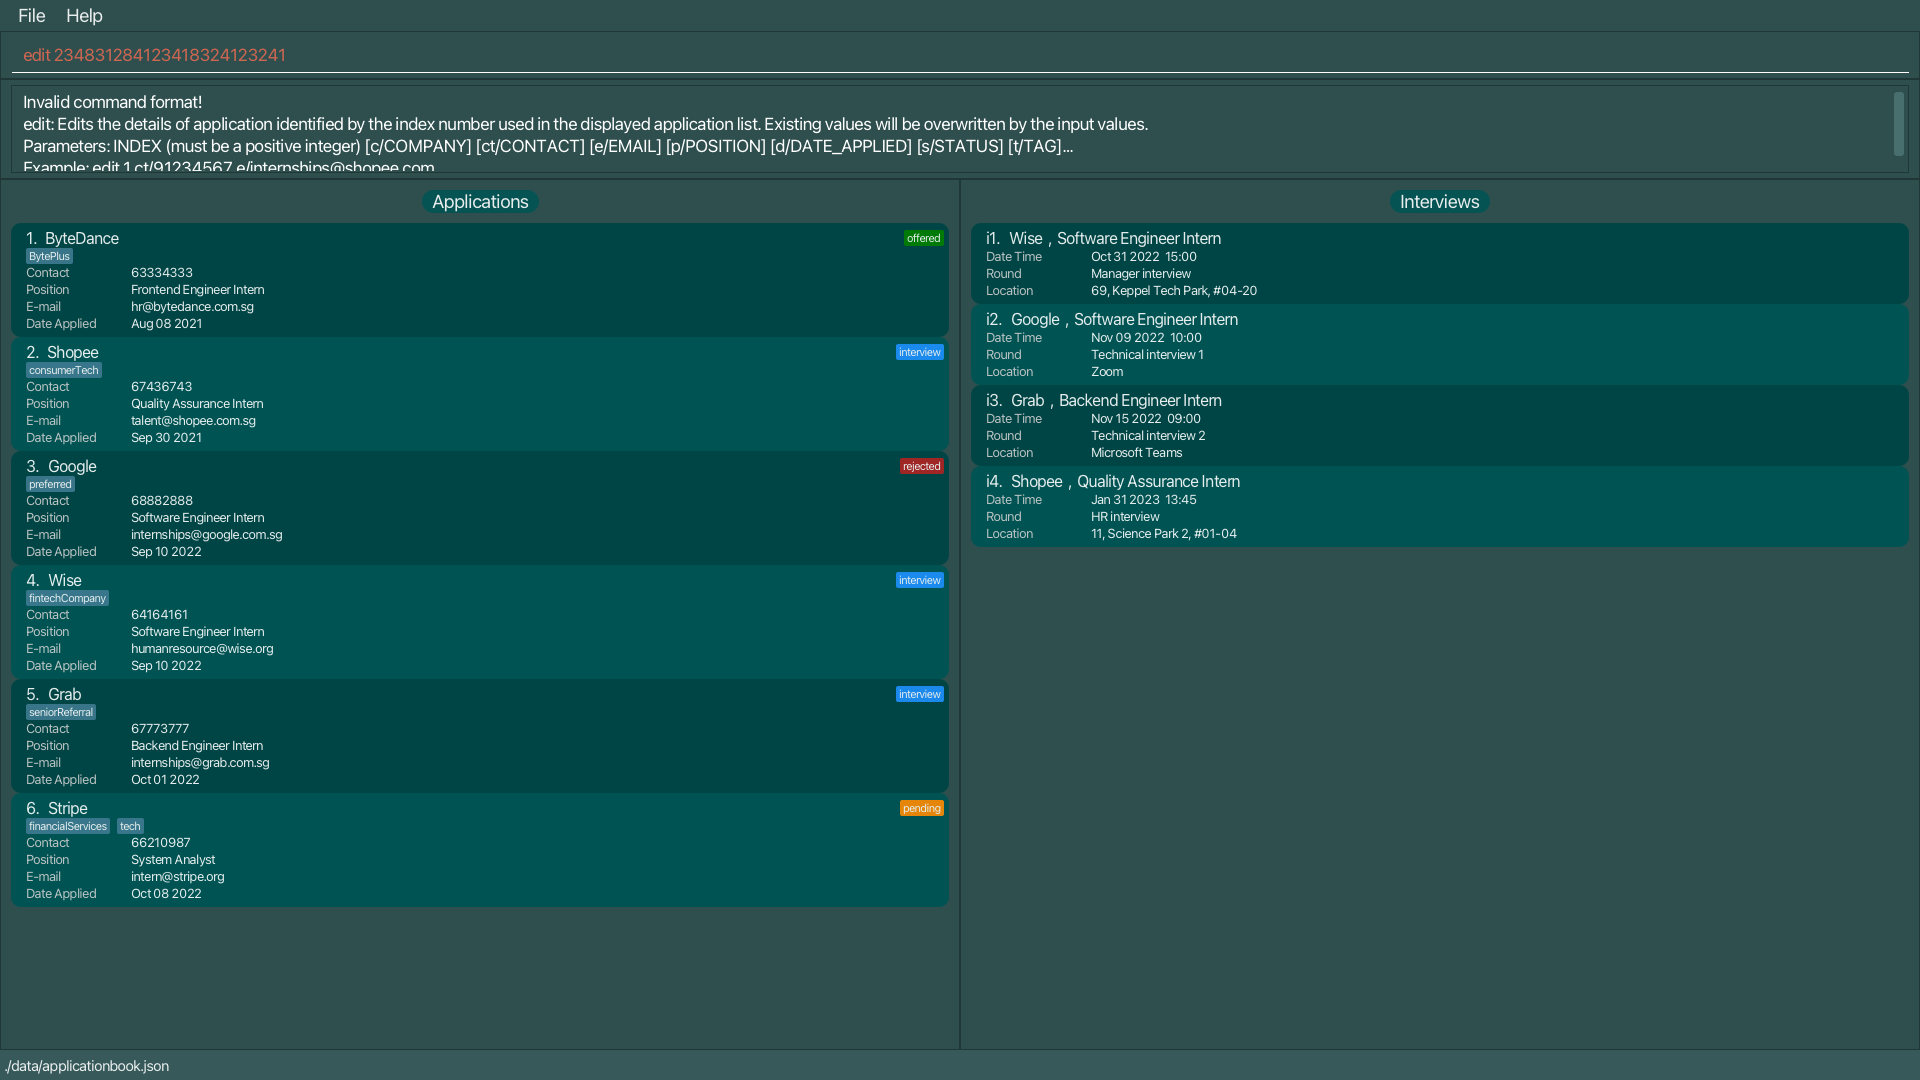 File Help
edit 234831284123418324123241
Invalid command format!
edit: Edits the details of application identified by the index number used in the displayed application list. Existing values will be overwritten by the input values.
Parameters: INDEX (must be a positive integer) [c/COMPANY] [ct/CONTACT] [e/EMAIL] [p/POSITION] [d/DATE_APPLIED] [s/STATUS] [t/TAG]...
Example: edit 1 ct/91234567 e/internships@shopee.com
Applications
1. ByteDance offered
BytePlus
Contact 63334333
Position Frontend Engineer Intern
E-mail hr@bytedance.com.sg
Date Applied Aug 08 2021
2. Shopee interview
consumerTech
Contact 67436743
Position Quality Assurance Intern
E-mail talent@shopee.com.sg
Date Applied Sep 30 2021
3. Google rejected
preferred
Contact 68882888
Position Software Engineer Intern
E-mail internships@google.com.sg
Date Applied Sep 10 2022
4. Wise interview
fintechCompany
Contact 64164161
Position Software Engineer Intern
E-mail humanresource@wise.org
Date Applied Sep 10 2022
5. Grab interview
seniorReferral
Contact 67773777
Position Backend Engineer Intern
E-mail internships@grab.com.sg
Date Applied Oct 01 2022
6. Stripe pending
financialServices tech
Contact 66210987
Position System Analyst
E-mail intern@stripe.org
Date Applied Oct 08 2022
Interviews
i1. Wise , Software Engineer Intern
Date Time Oct 31 2022 15:00
Round Manager interview
Location 69, Keppel Tech Park, #04-20
i2. Google , Software Engineer Intern
Date Time Nov 09 2022 10:00
Round Technical interview 1
Location Zoom
i3. Grab , Backend Engineer Intern
Date Time Nov 15 2022 09:00
Round Technical interview 2
Location Microsoft Teams
i4. Shopee , Quality Assurance Intern
Date Time Jan 31 2023 13:45
Round HR interview
Location 11, Science Park 2, #01-04
./data/applicationbook.json